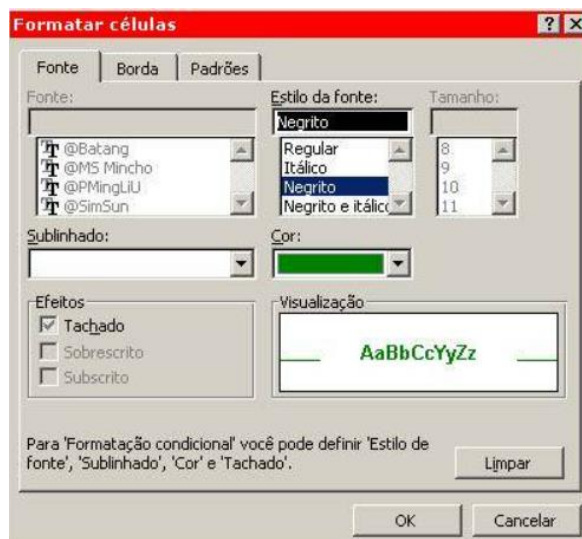 Formatar células
Fonte Borda Padrões
Fonte: Estilo da fonte: Tamanho:
Negrito
@Batang Regular 8
@MS Mincho Itálico 9
@PMingLiU Negrito 10
@SimSun Negrito e itálico 11
Sublinhado: Cor:
Efeitos Visualização
Tachado
AaBbCcYyZz
Sobrescrito
Subscrito
Para 'Formatação condicional' você pode definir 'Estilo de
fonte', 'Sublinhado', 'Cor' e 'Tachado'.
Limpar
OK Cancelar